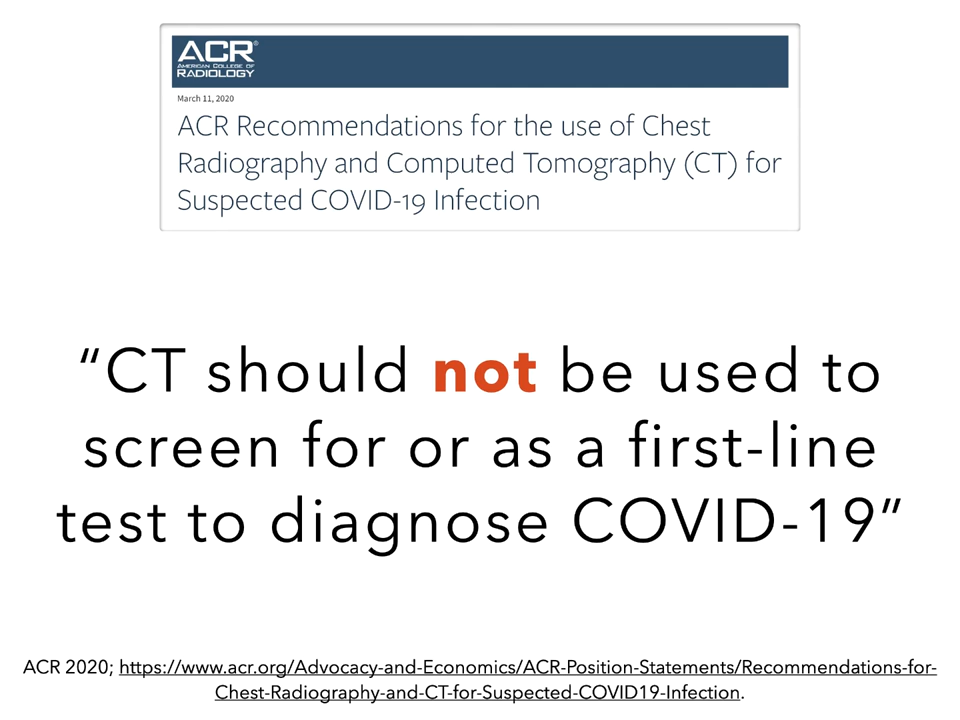 ACR®
AMERICAN COLLEGE OF
RADIOLOGY
March 11, 2020
ACR Recommendations for the use of Chest
Radiography and Computed Tomography (CT) for
Suspected COVID-19 Infection
“CT should not be used to
screen for or as a first-line
test to diagnose COVID-19”
ACR 2020; https://www.acr.org/Advocacy-and-Economics/ACR-Position-Statements/Recommendations-for-
Chest-Radiography-and-CT-for-Suspected-COVID19-Infection.